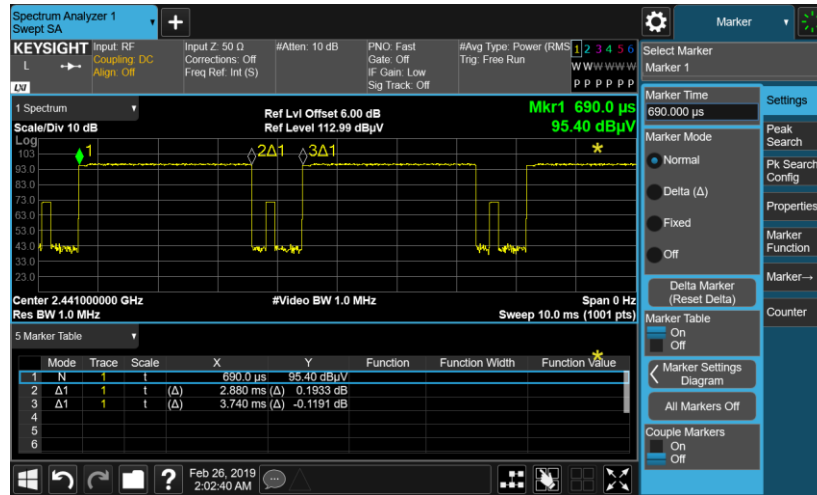 Spectrum Analyzer 1
Swept SA
Marker
KEYSIGHT
L
LXI
Input: RF
Coupling: DC
Align: Off
Input Z: 50 Ω
Corrections: Off
Freq Ref: Int (S)
#Atten: 10 dB
PNO: Fast
Gate: Off
IF Gain: Low
Sig Track: Off
#Avg Type: Power (RMS
Trig: Free Run
1 2 3 4 5 6
W W W W W W
P P P P P P
Select Marker
Marker 1
1 Spectrum
Scale/Div 10 dB
Ref Lvl Offset 6.00 dB
Ref Level 112.99 dBµV
Mkr1 690.0 µs
95.40 dBµV
Log
103
93.0
83.0
73.0
63.0
53.0
43.0
33.0
23.0
1
2Δ1
3Δ1
Center 2.441000000 GHz
Res BW 1.0 MHz
#Video BW 1.0 MHz
Span 0 Hz
Sweep 10.0 ms (1001 pts)
5 Marker Table
Mode Trace Scale X Y Function Function Width Function Value
1 N 1 t 690.0 µs 95.40 dBµV
2 Δ1 1 t (Δ) 2.880 ms (Δ) 0.1933 dB
3 Δ1 1 t (Δ) 3.740 ms (Δ) -0.1191 dB
4
5
6
?
Feb 26, 2019
2:02:40 AM
Marker Time
690.000 µs
Marker Mode
Normal
Delta (Δ)
Fixed
Off
Delta Marker
(Reset Delta)
Marker Table
On
Off
Marker Settings
Diagram
All Markers Off
Couple Markers
On
Off
Settings
Peak
Search
Pk Search
Config
Properties
Marker
Function
Marker→
Counter